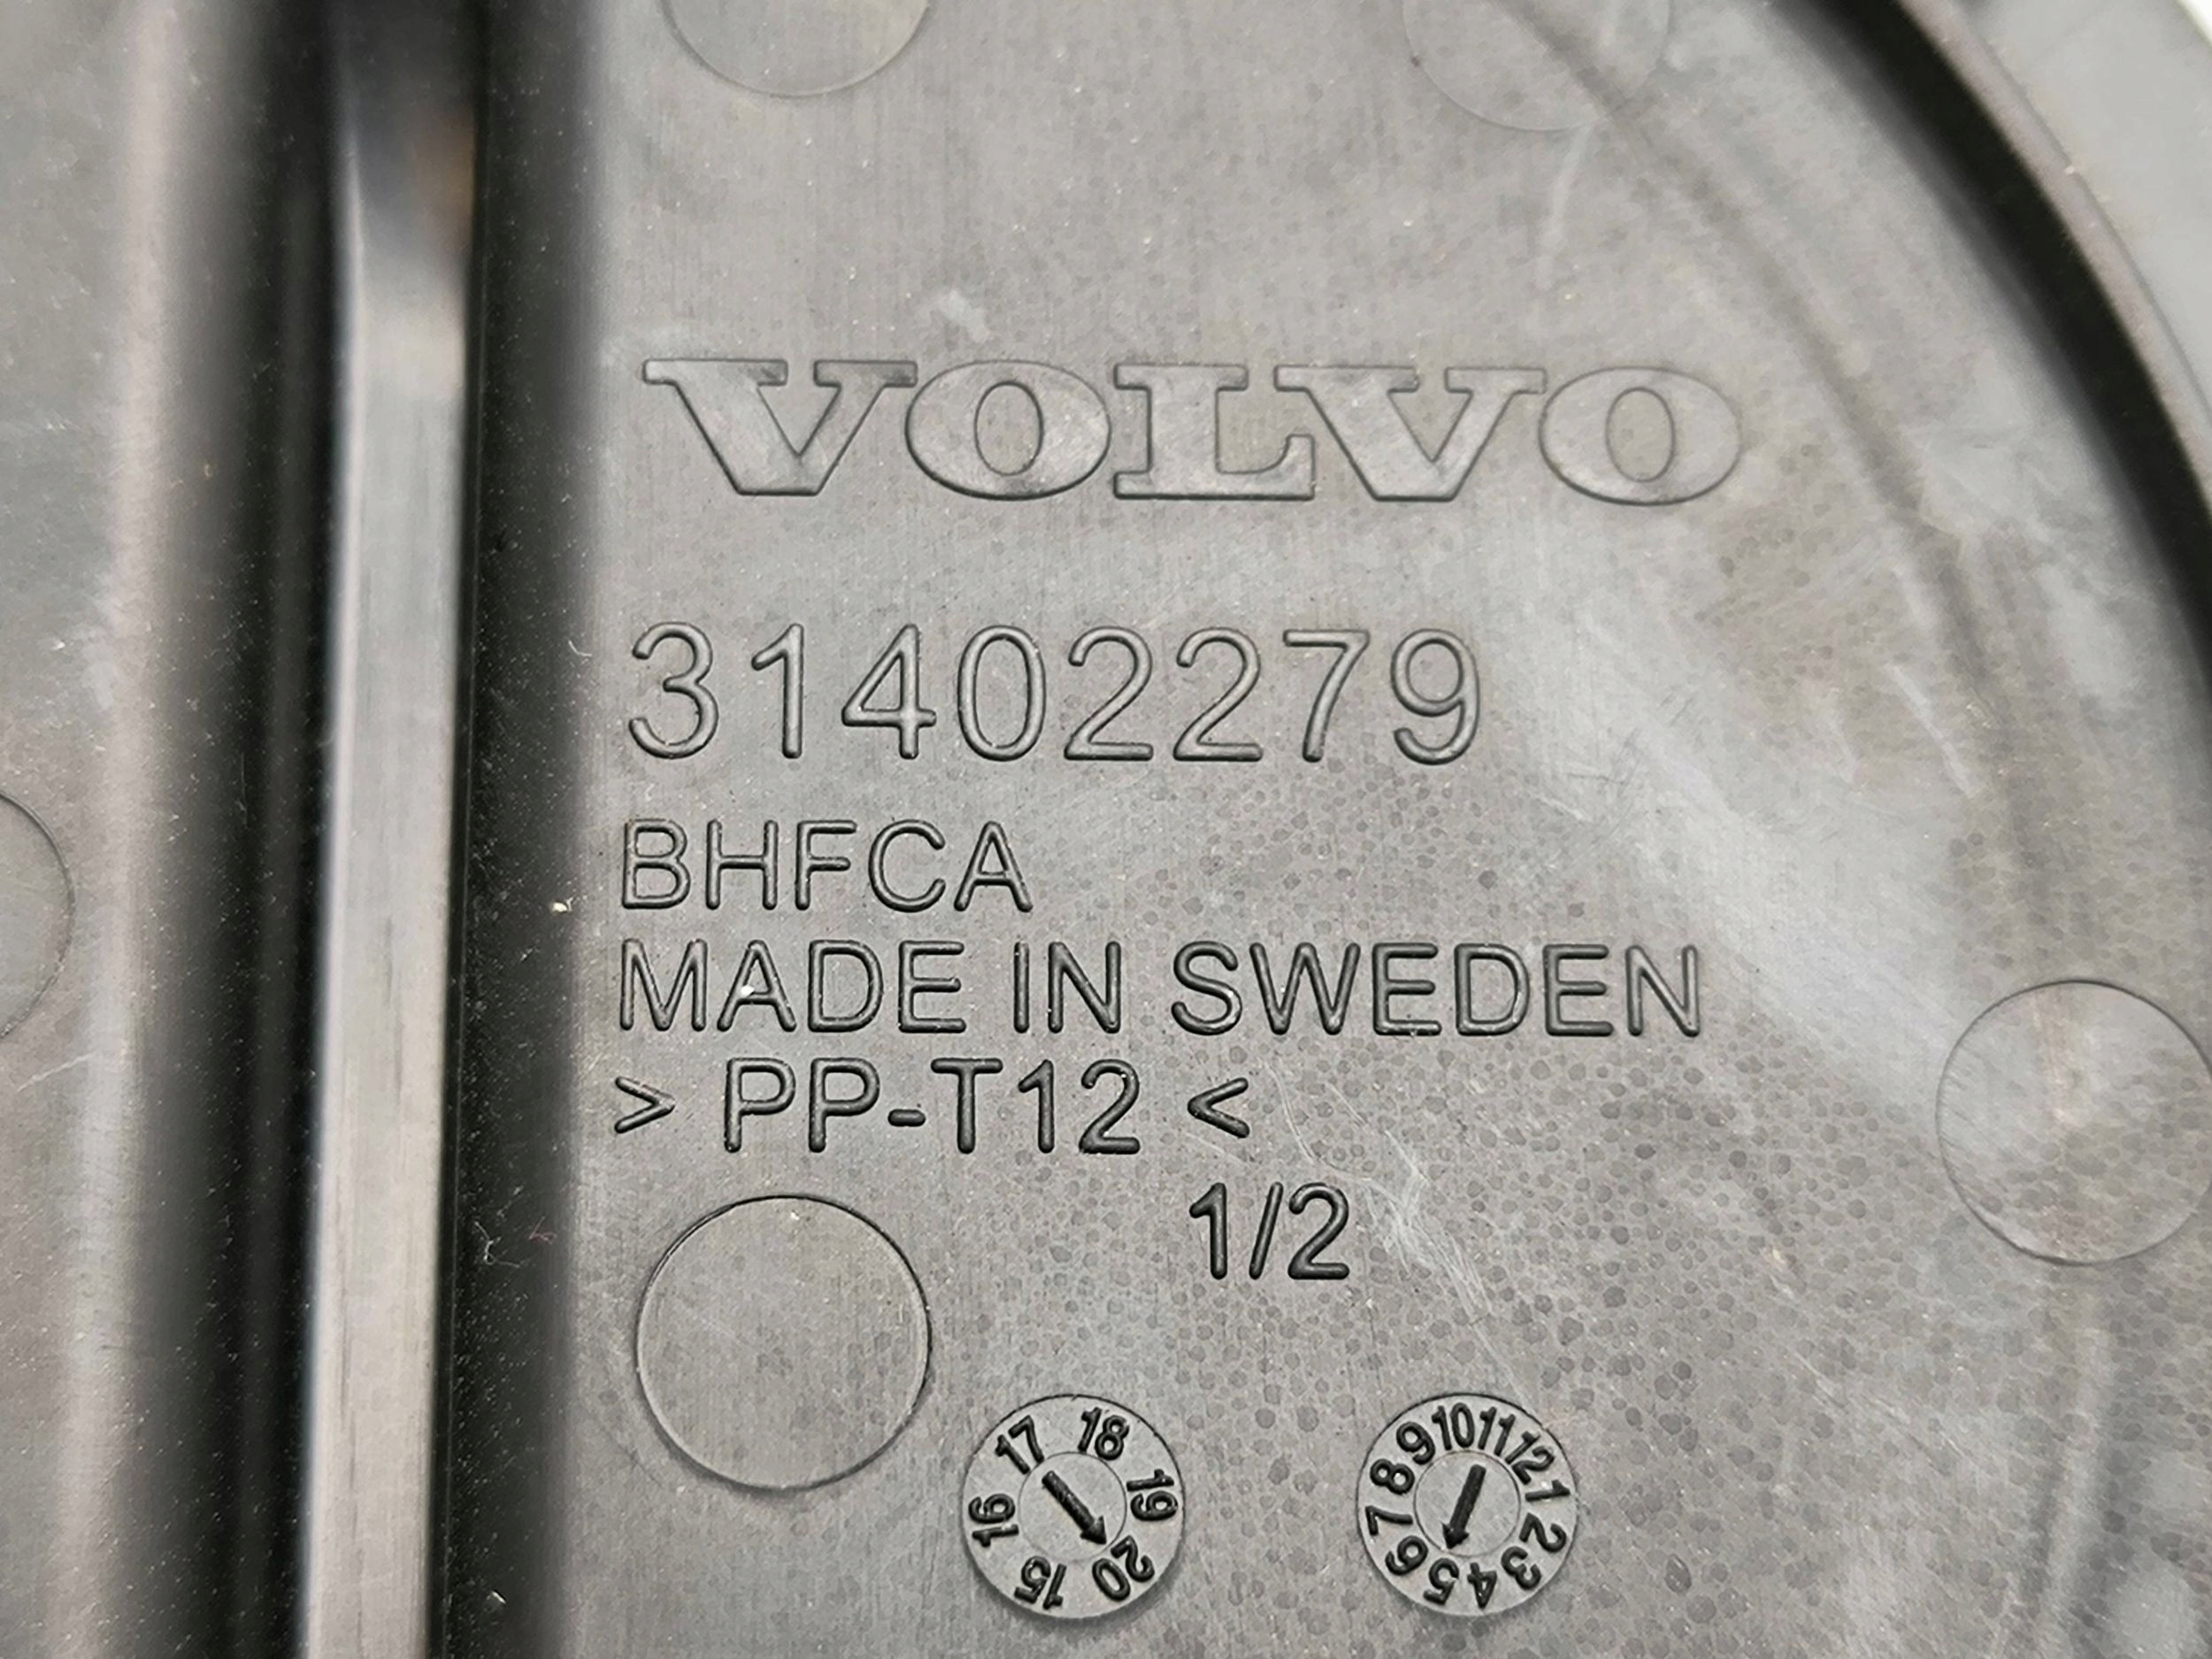 VOLVO
31402279
BHFCA
MADE IN SWEDEN
> PP-T12 <
1/2
15 16 17 18 19 20
1 2 3 4 5 6 7 8 9 10 11 12